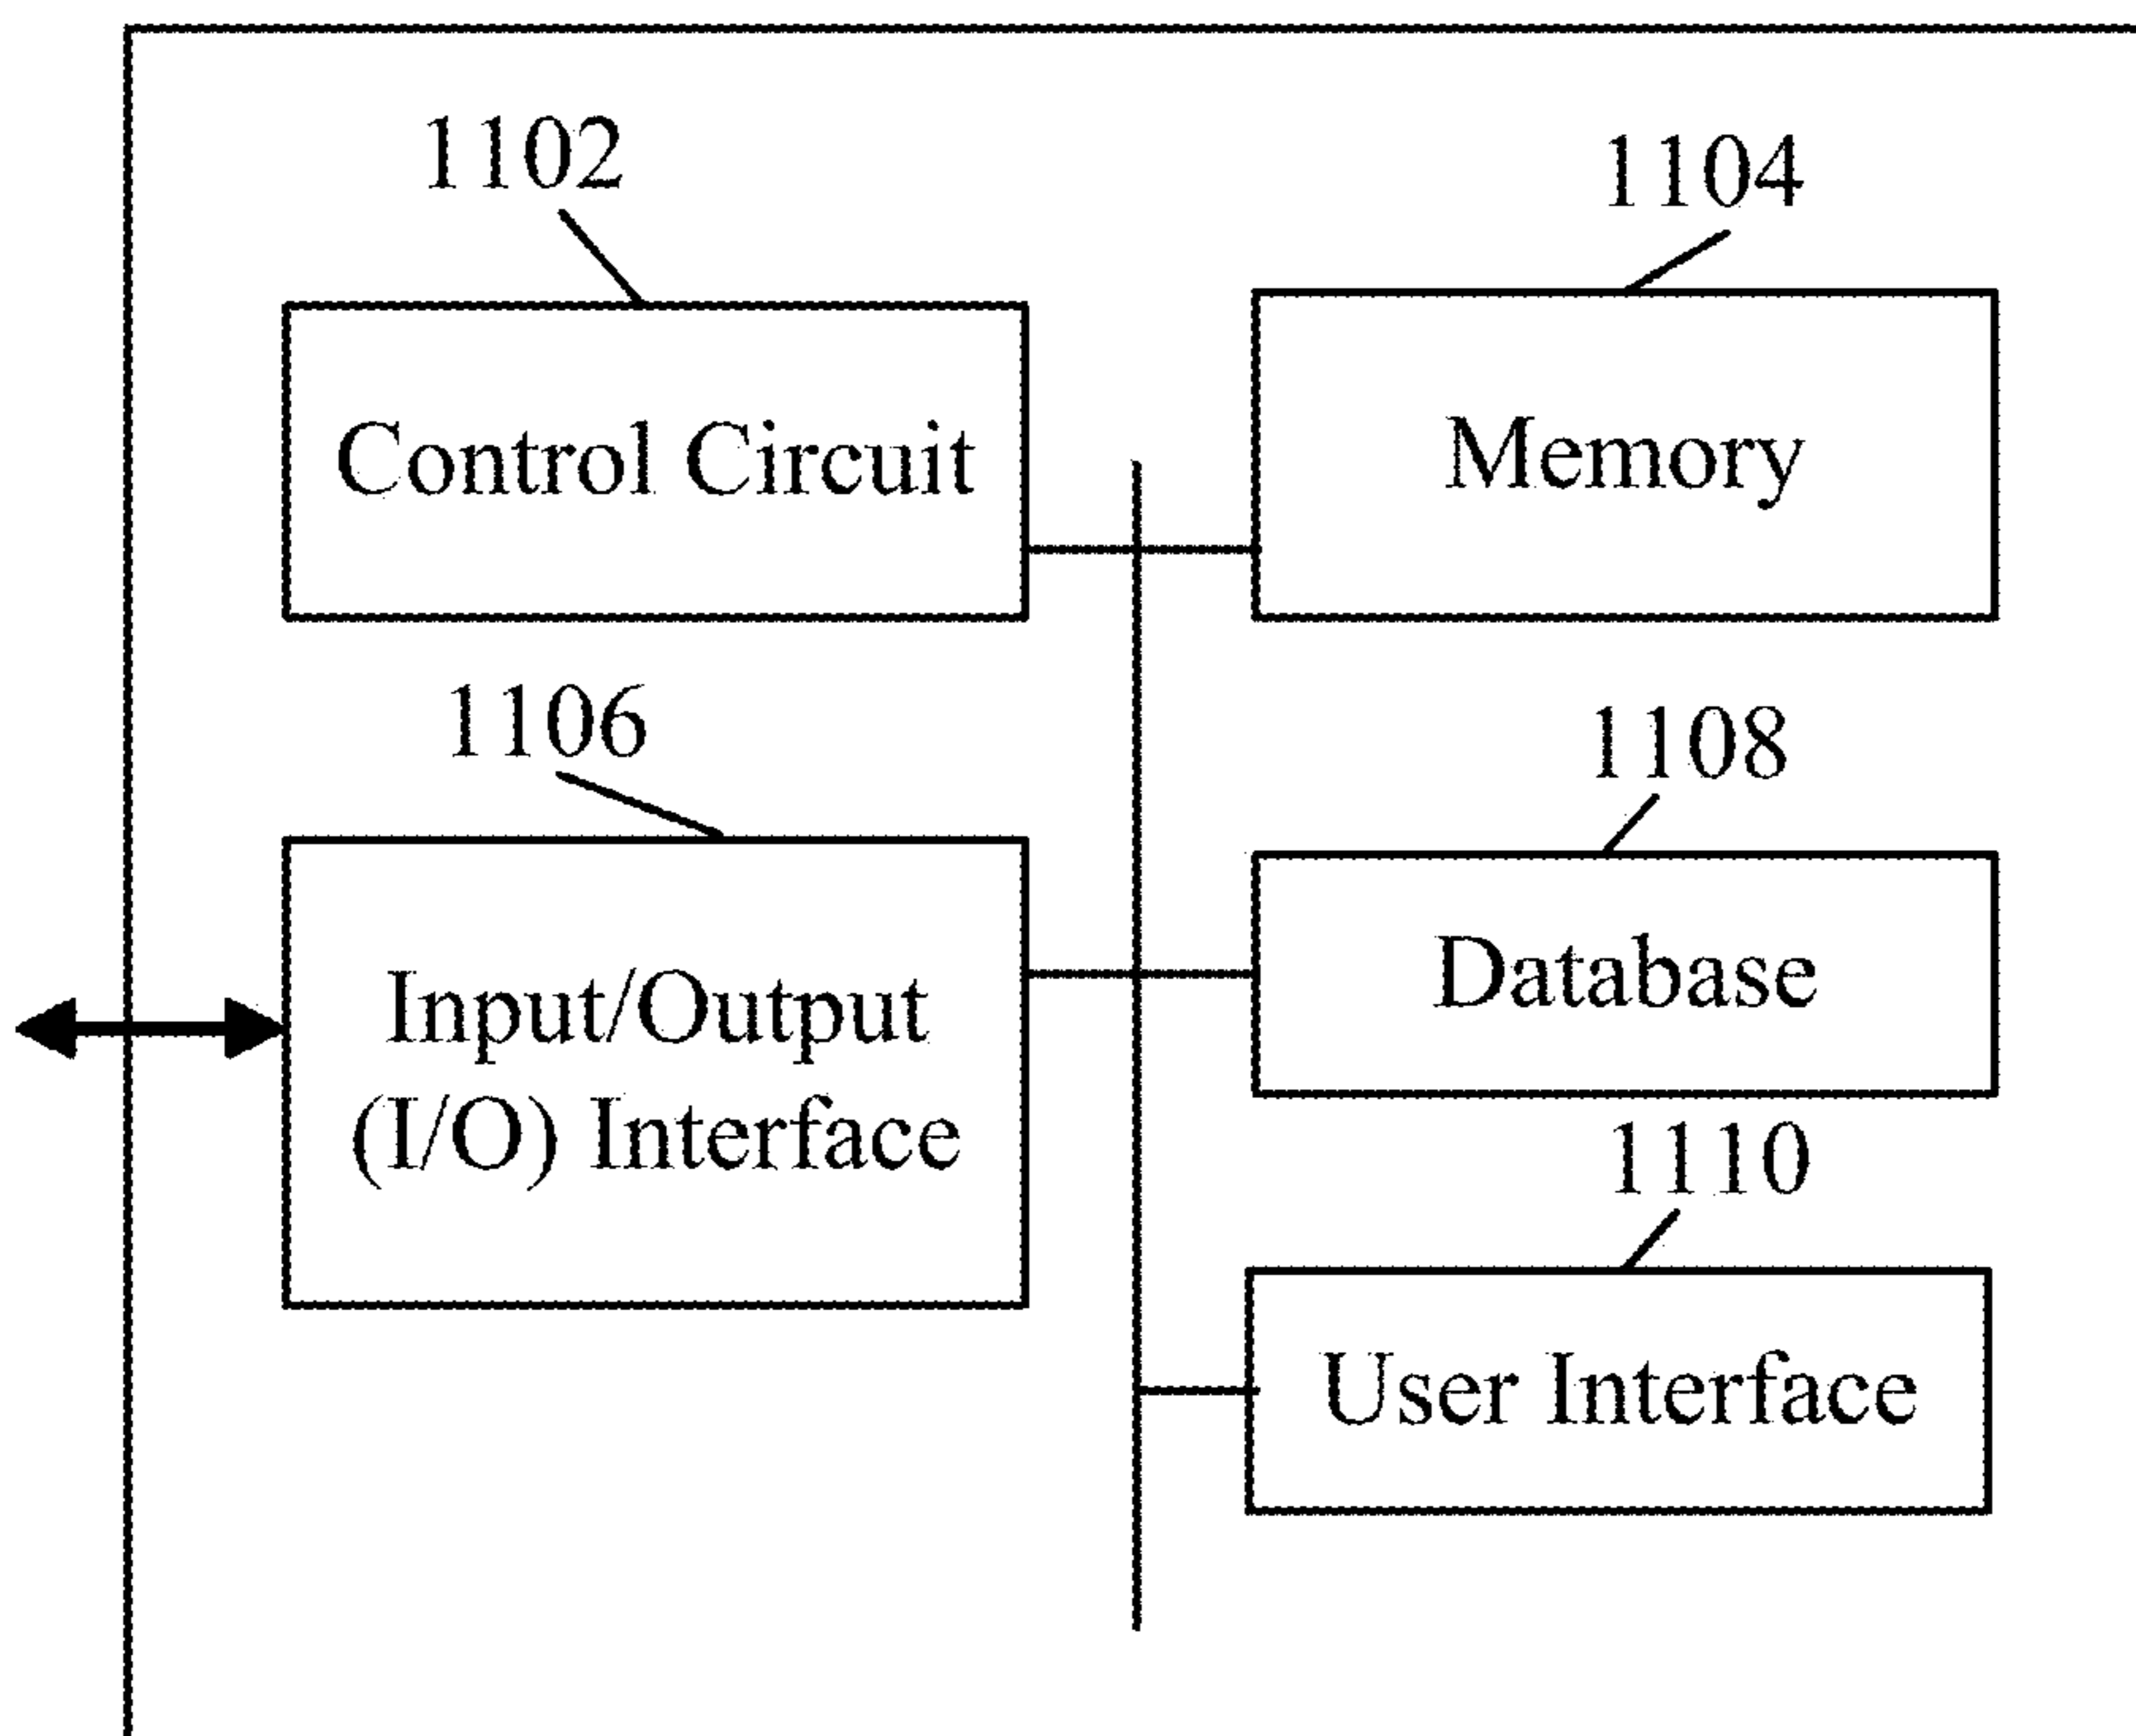 1102
1104
Control Circuit
Memory
1106
1108
Input/Output
(I/O) Interface
Database
1110
User Interface